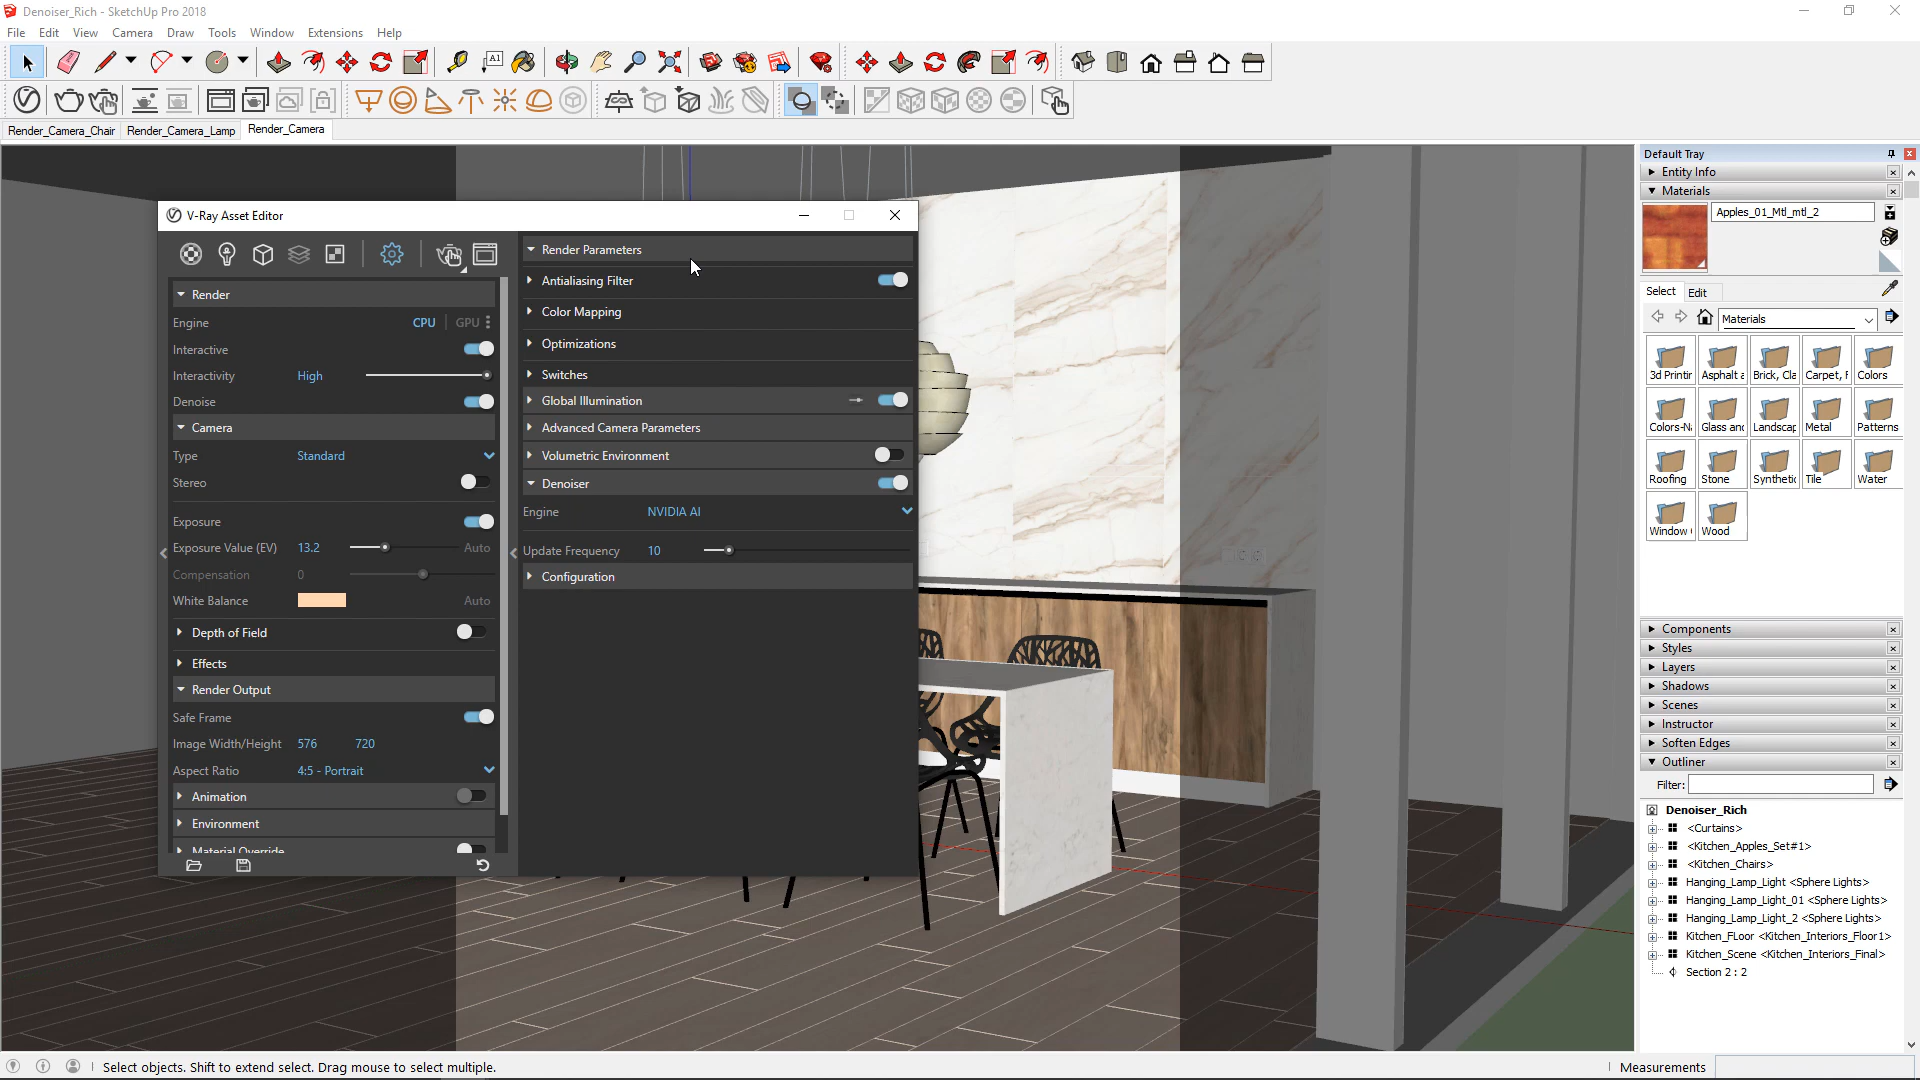 Denoiser_Rich - SketchUp Pro 2018
File Edit View Camera Draw Tools Window Extensions Help
A1
Render_Camera_Chair Render_Camera_Lamp Render_Camera
V-Ray Asset Editor
Render
Engine CPU GPU
Interactive
Interactivity High
Denoise
Camera
Type Standard
Stereo
Exposure
Exposure Value (EV) 13.2 Auto
Compensation 0
White Balance Auto
Depth of Field
Effects
Render Output
Safe Frame
Image Width/Height 576 720
Aspect Ratio 4:5 - Portrait
Animation
Environment
Material Override
Render Parameters
Antialiasing Filter
Color Mapping
Optimizations
Switches
Global Illumination
Advanced Camera Parameters
Volumetric Environment
Denoiser
Engine NVIDIA AI
Update Frequency 10
Configuration
Default Tray
Entity Info
Materials
Apples_01_Mtl_mtl_2
Select Edit
Materials
3d Printin Asphalt a Brick, Cla Carpet, F Colors
Colors-Na Glass and Landscap Metal Patterns
Roofing Stone Synthetic Tile Water
Window Wood
Components
Styles
Layers
Shadows
Scenes
Instructor
Soften Edges
Outliner
Filter:
Denoiser_Rich
<Curtains>
<Kitchen_Apples_Set#1>
<Kitchen_Chairs>
Hanging_Lamp_Light <Sphere Lights>
Hanging_Lamp_Light_01 <Sphere Lights>
Hanging_Lamp_Light_2 <Sphere Lights>
Kitchen_FLoor <Kitchen_Interiors_Floor1>
Kitchen_Scene <Kitchen_Interiors_Final>
Section 2 : 2
Select objects. Shift to extend select. Drag mouse to select multiple.
Measurements